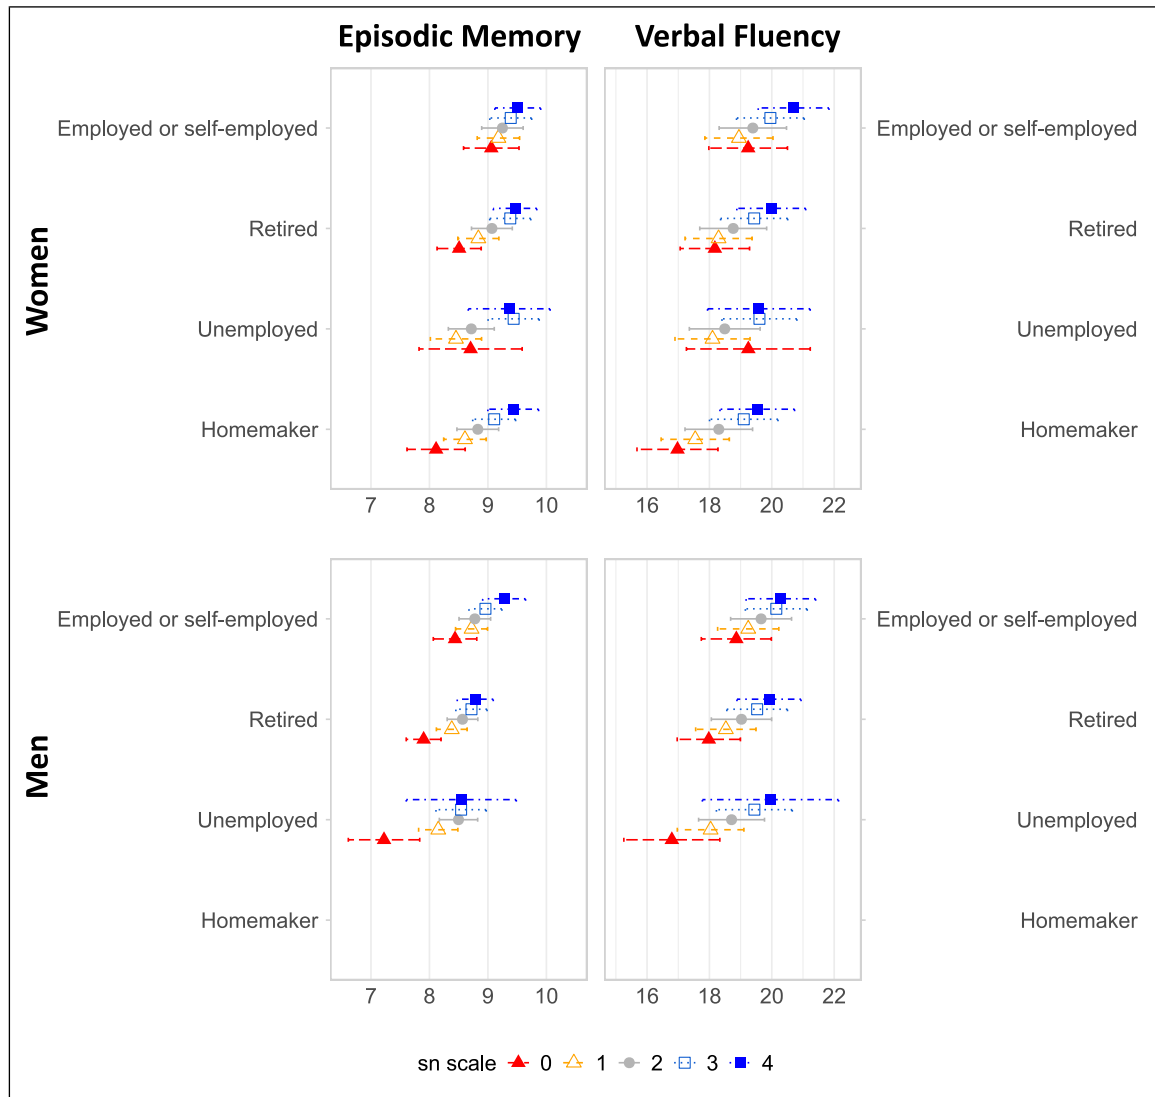 Episodic Memory Verbal Fluency
Women
Employed or self-employed Employed or self-employed
Retired Retired
Unemployed Unemployed
Homemaker Homemaker
7 8 9 10 16 18 20 22
Men
Employed or self-employed Employed or self-employed
Retired Retired
Unemployed Unemployed
Homemaker Homemaker
7 8 9 10 16 18 20 22
sn scale 0 1 2 3 4